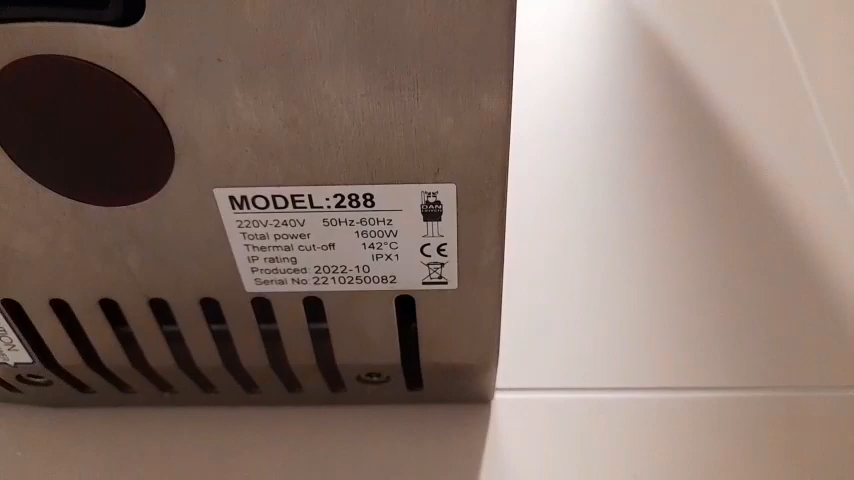 MODEL:288
220V-240V 50Hz-60Hz
Total power 1600W
Thermal cut-off 142°C
IP rating IPX1
Produced: 2022-10
Serial No: 2210250082
DAN
CE